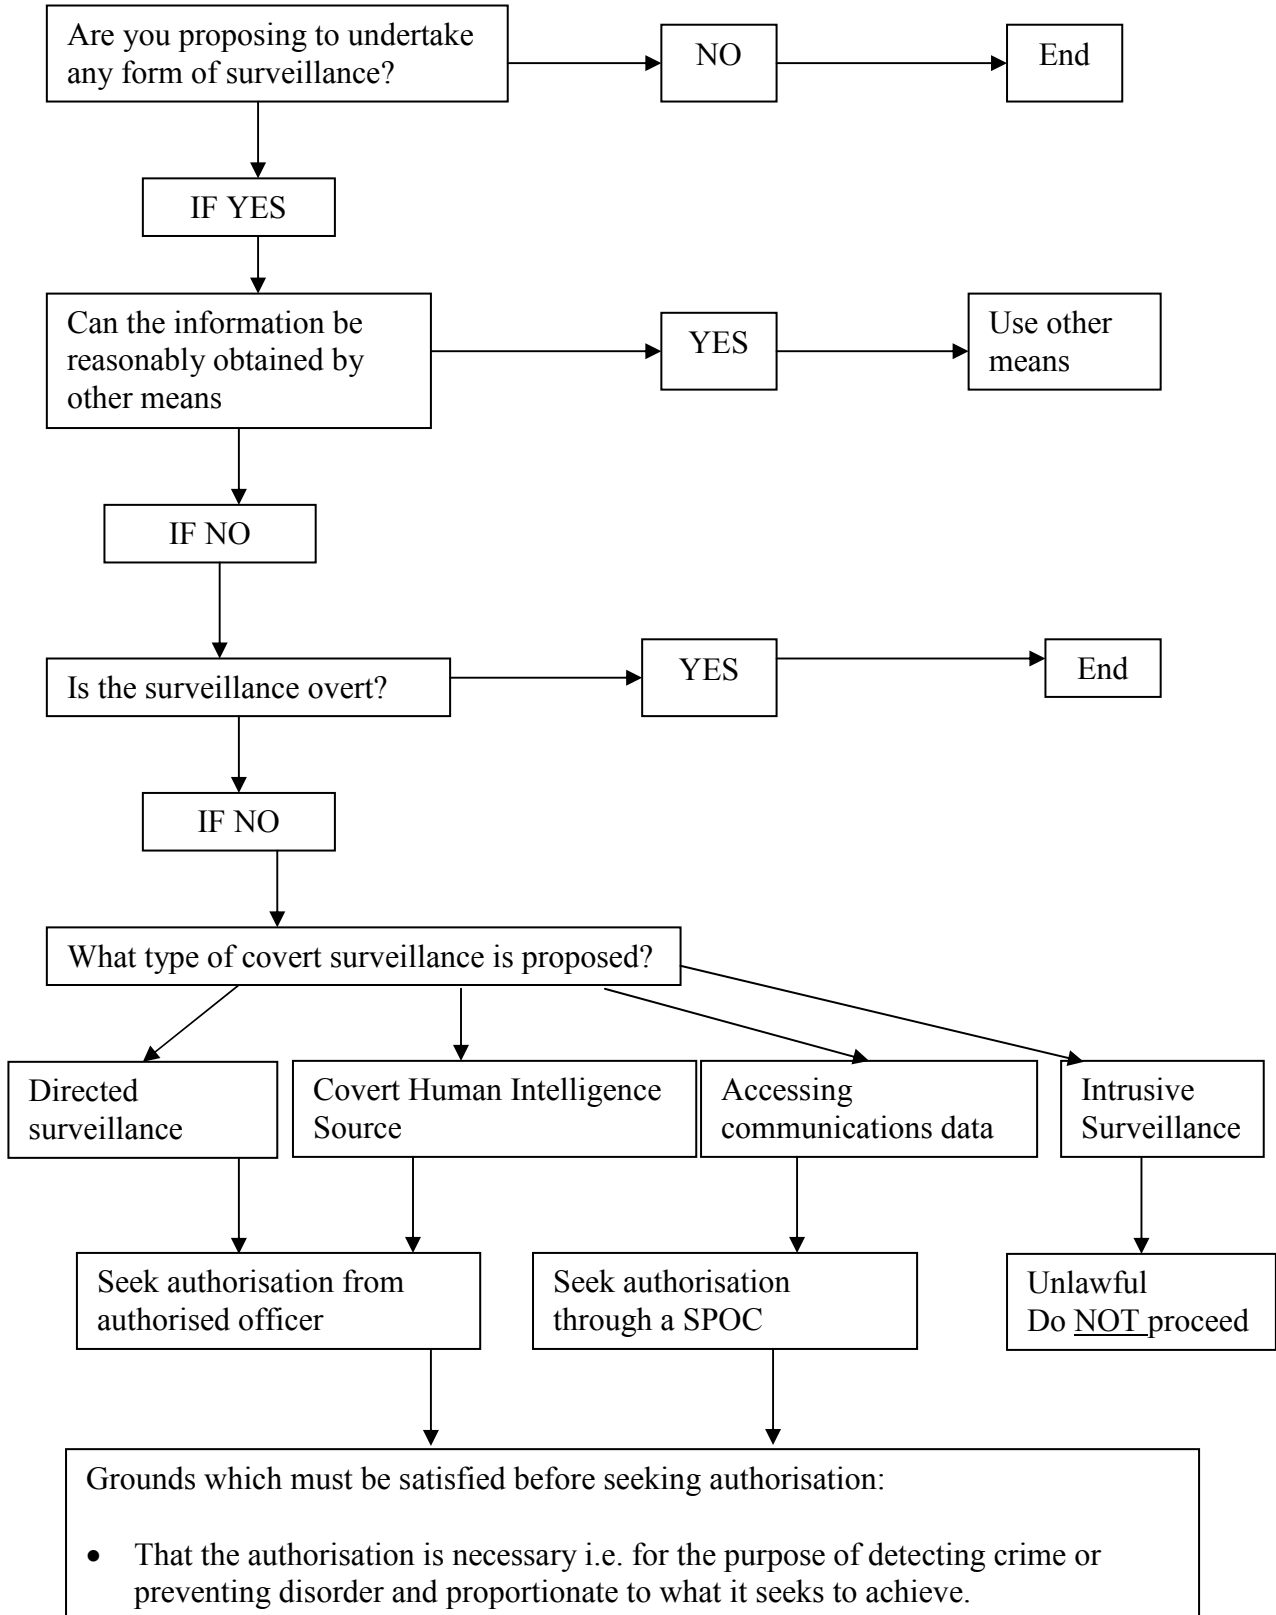 Are you proposing to undertake
any form of surveillance?
NO
End
IF YES
Can the information be
reasonably obtained by
other means
YES
Use other
means
IF NO
Is the surveillance overt?
YES
End
IF NO
What type of covert surveillance is proposed?
Directed
surveillance
Covert Human Intelligence
Source
Accessing
communications data
Intrusive
Surveillance
Seek authorisation from
authorised officer
Seek authorisation
through a SPOC
Unlawful
Do NOT proceed
Grounds which must be satisfied before seeking authorisation:
• That the authorisation is necessary i.e. for the purpose of detecting crime or
preventing disorder and proportionate to what it seeks to achieve.